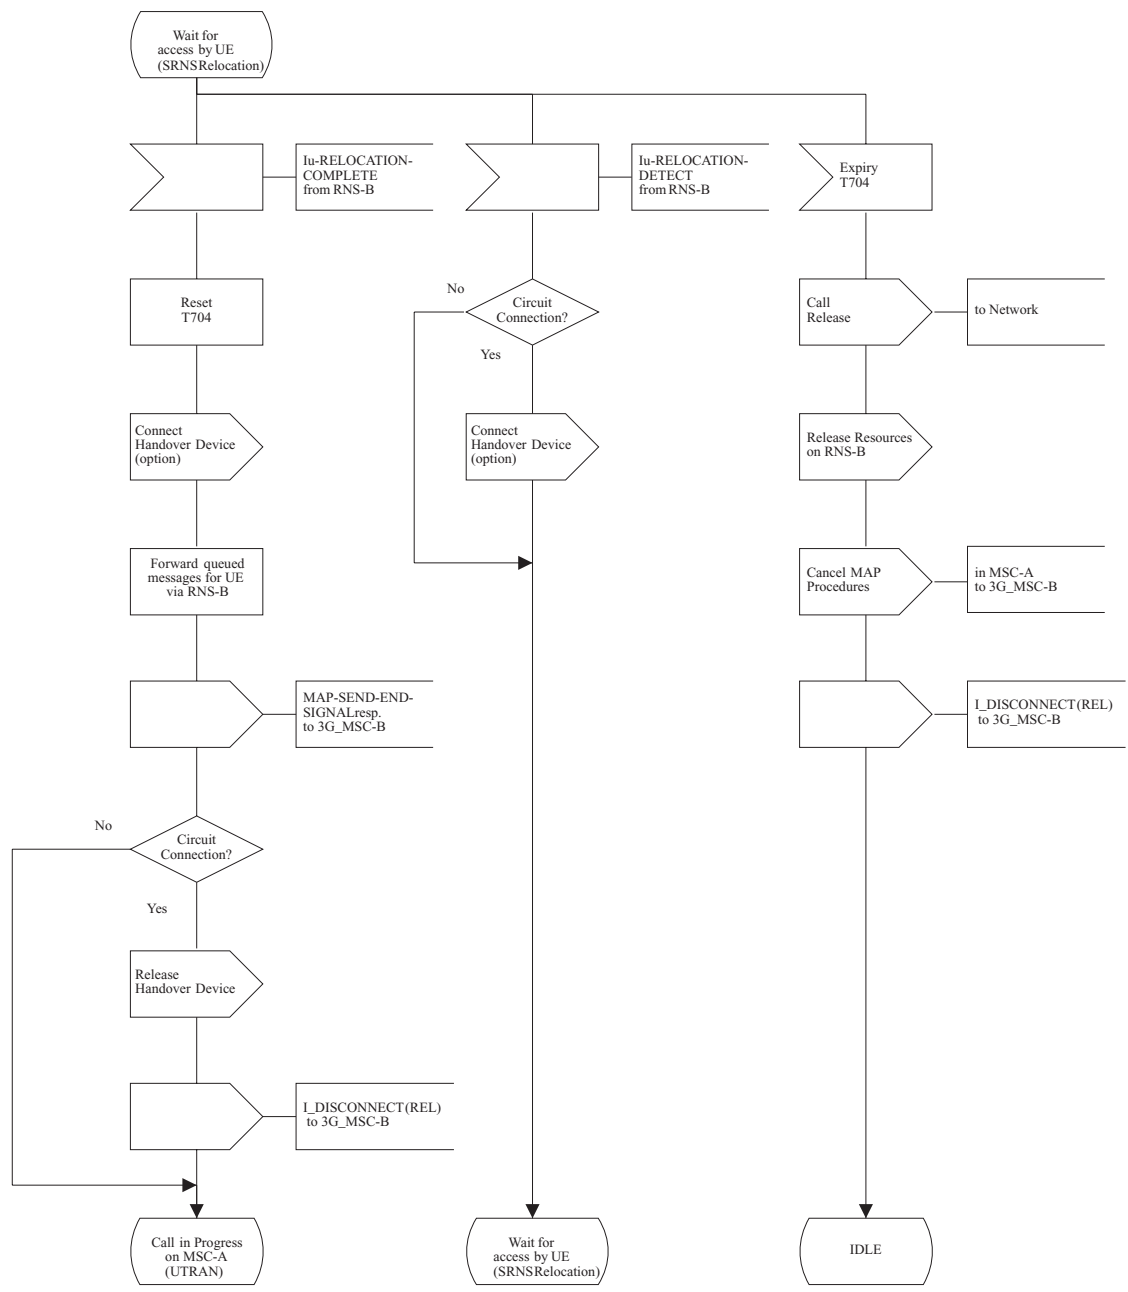 Wait for
access by UE
(SRNSRelocation)
Iu-RELOCATION-
COMPLETE
from RNS-B
Iu-RELOCATION-
DETECT
from RNS-B
Expiry
T704
Reset
T704
No
Circuit
Connection?
Yes
Call
Release
to Network
Connect
Handover Device
(option)
Connect
Handover Device
(option)
Release Resources
on RNS-B
Forward queued
messages for UE
via RNS-B
Cancel MAP
Procedures
in MSC-A
to 3G_MSC-B
MAP-SEND-END-
SIGNALresp.
to 3G_MSC-B
I_DISCONNECT(REL)
to 3G_MSC-B
No
Circuit
Connection?
Yes
Release
Handover Device
I_DISCONNECT(REL)
to 3G_MSC-B
Call in Progress
on MSC-A
(UTRAN)
Wait for
access by UE
(SRNSRelocation)
IDLE